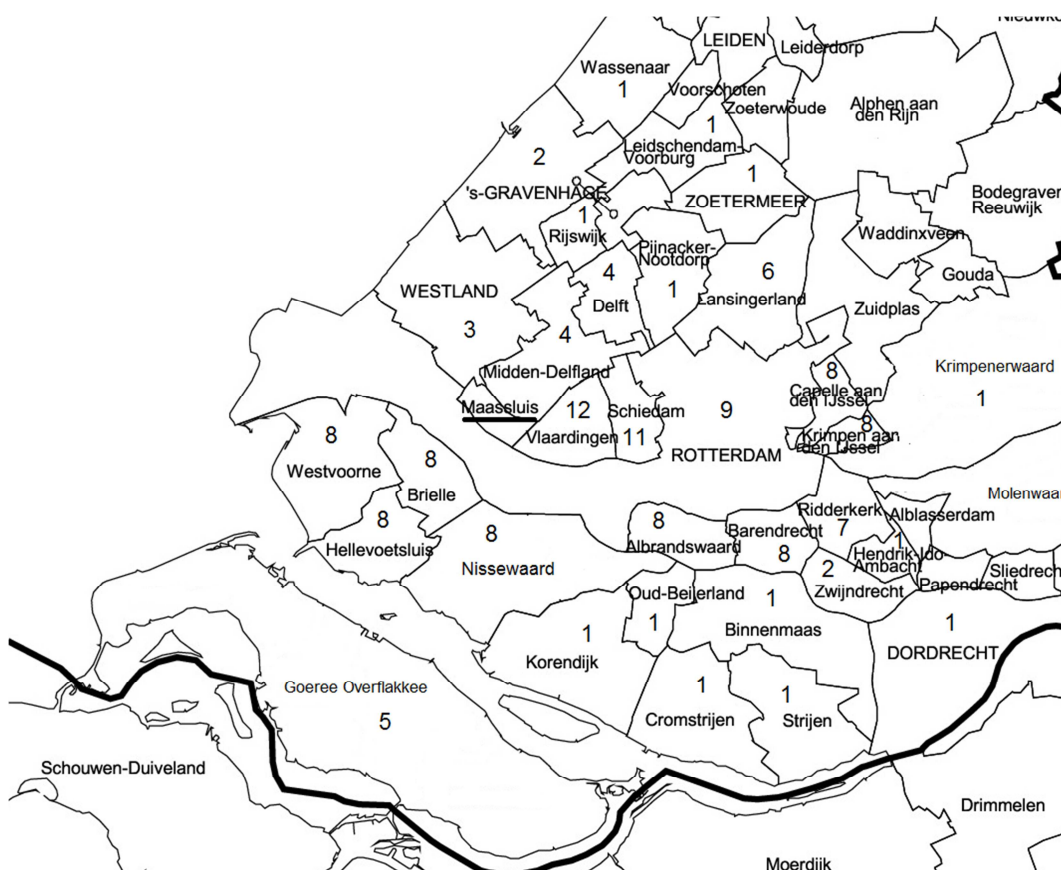 Nieuwko
LEIDEN
Leiderdorp
Wassenaar
1
Voorschoten
Zoeterwoude
Alphen aan
den Rijn
1
Leidschendam-
Voorburg
2
's-GRAVENHAGE
1
ZOETERMEER
Bodegraven
Reeuwijk
1
Rijswijk
Pijnacker-
Nootdorp
1
Waddinxveen
Gouda
4
Delft
6
Lansingerland
WESTLAND
3
Zuidplas
4
Midden-Delfland
Krimpenerwaard
1
8
Capelle aan
den IJssel
Maassluis
12
Vlaardingen
Schiedam
11
9
ROTTERDAM
8
Krimpen aan
den IJssel
8
Westvoorne
8
Brielle
Molenwaar
8
Hellevoetsluis
8
Nissewaard
8
Albrandswaard
Barendrecht
8
Ridderkerk
7
Alblasserdam
1
Hendrik-Ido-
Ambacht
2
Zwijndrecht
Papendrecht
Sliedrech
Oud-Beijerland
1
1
Binnenmaas
1
Korendijk
1
DORDRECHT
Goeree Overflakkee
5
1
Cromstrijen
1
Strijen
Schouwen-Duiveland
Drimmelen
Moerdijk